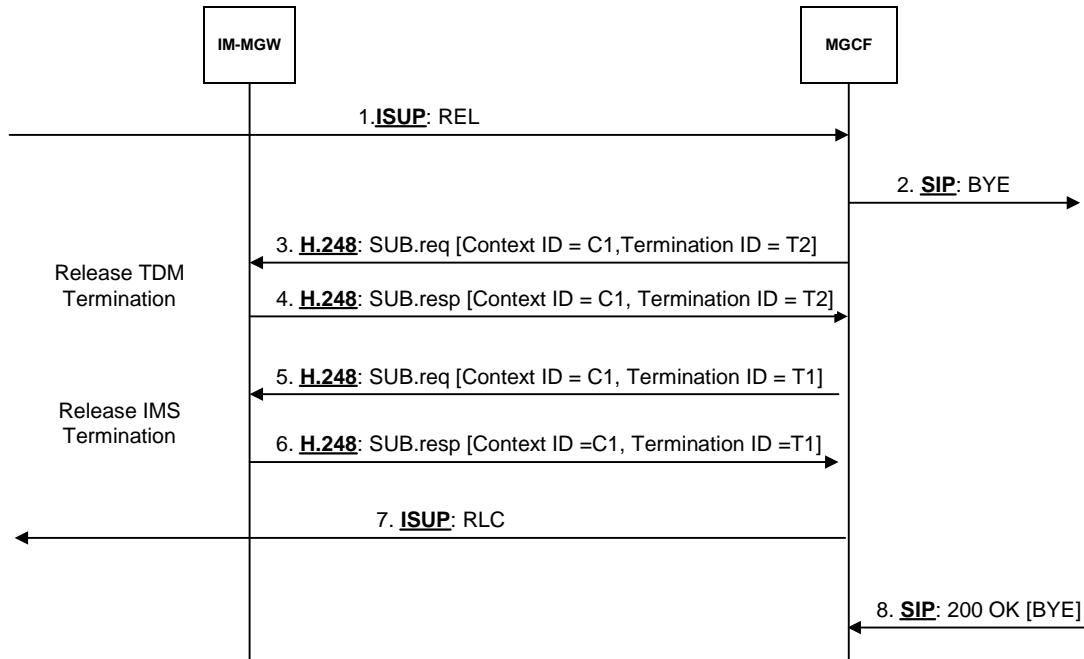 IM-MGW
MGCF
1.ISUP: REL
2. SIP: BYE
3. H.248: SUB.req [Context ID = C1,Termination ID = T2]
Release TDM
Termination
4. H.248: SUB.resp [Context ID = C1, Termination ID = T2]
5. H.248: SUB.req [Context ID = C1, Termination ID = T1]
Release IMS
Termination
6. H.248: SUB.resp [Context ID =C1, Termination ID =T1]
7. ISUP: RLC
8. SIP: 200 OK [BYE]